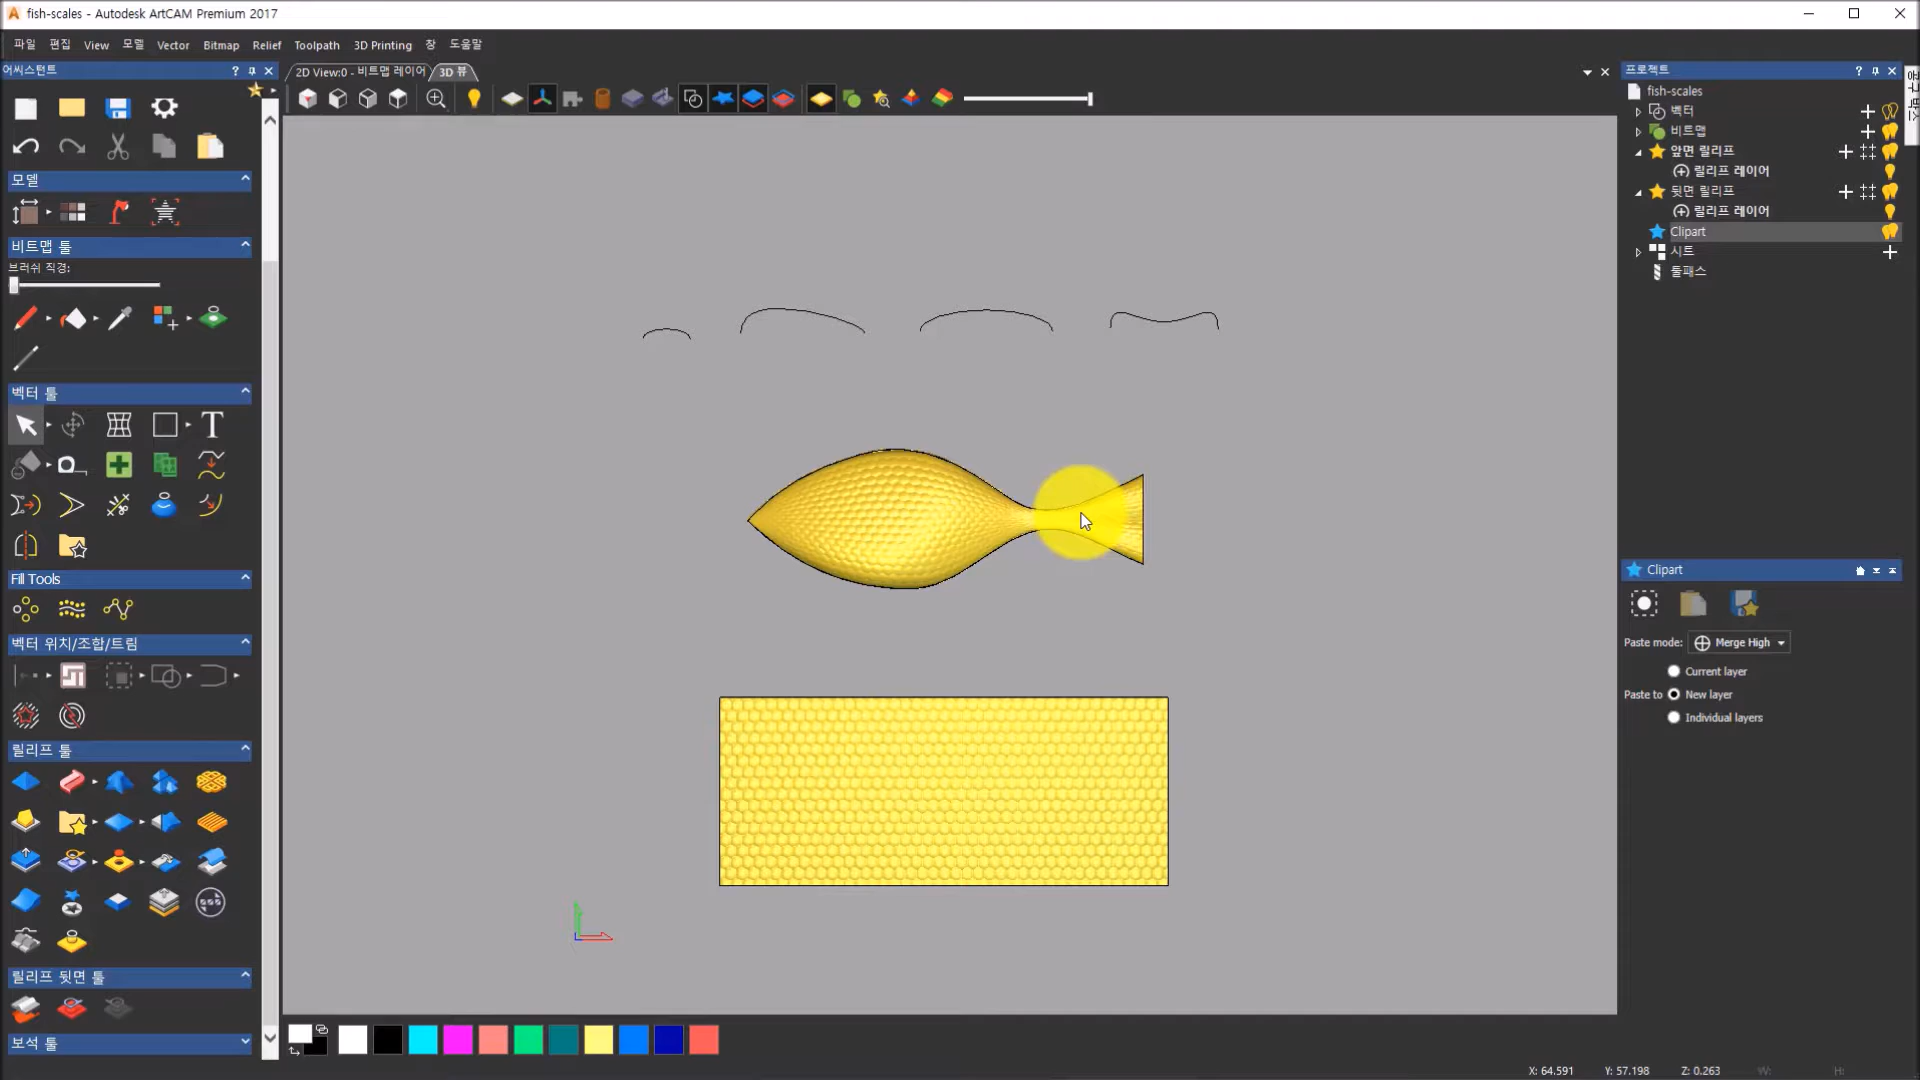 fish-scales - Autodesk ArtCAM Premium 2017
파일 편집 View 모델 Vector Bitmap Relief Toolpath 3D Printing 창 도움말
어씨스턴트
2D View:0 - 비트맵 레이어 3D 뷰
모델
비트맵 툴
브러쉬 직경:
벡터 툴
Fill Tools
벡터 위치/조합/트림
릴리프 툴
릴리프 뒷면 툴
보석 툴
프로젝트
fish-scales
벡터
비트맵
앞면 릴리프
릴리프 레이어
뒷면 릴리프
릴리프 레이어
Clipart
시트
툴패스
Clipart
Paste mode: Merge High
Current layer
Paste to New layer
Individual layers
X: 64.591 Y: 57.198 Z: 0.263 W: H: